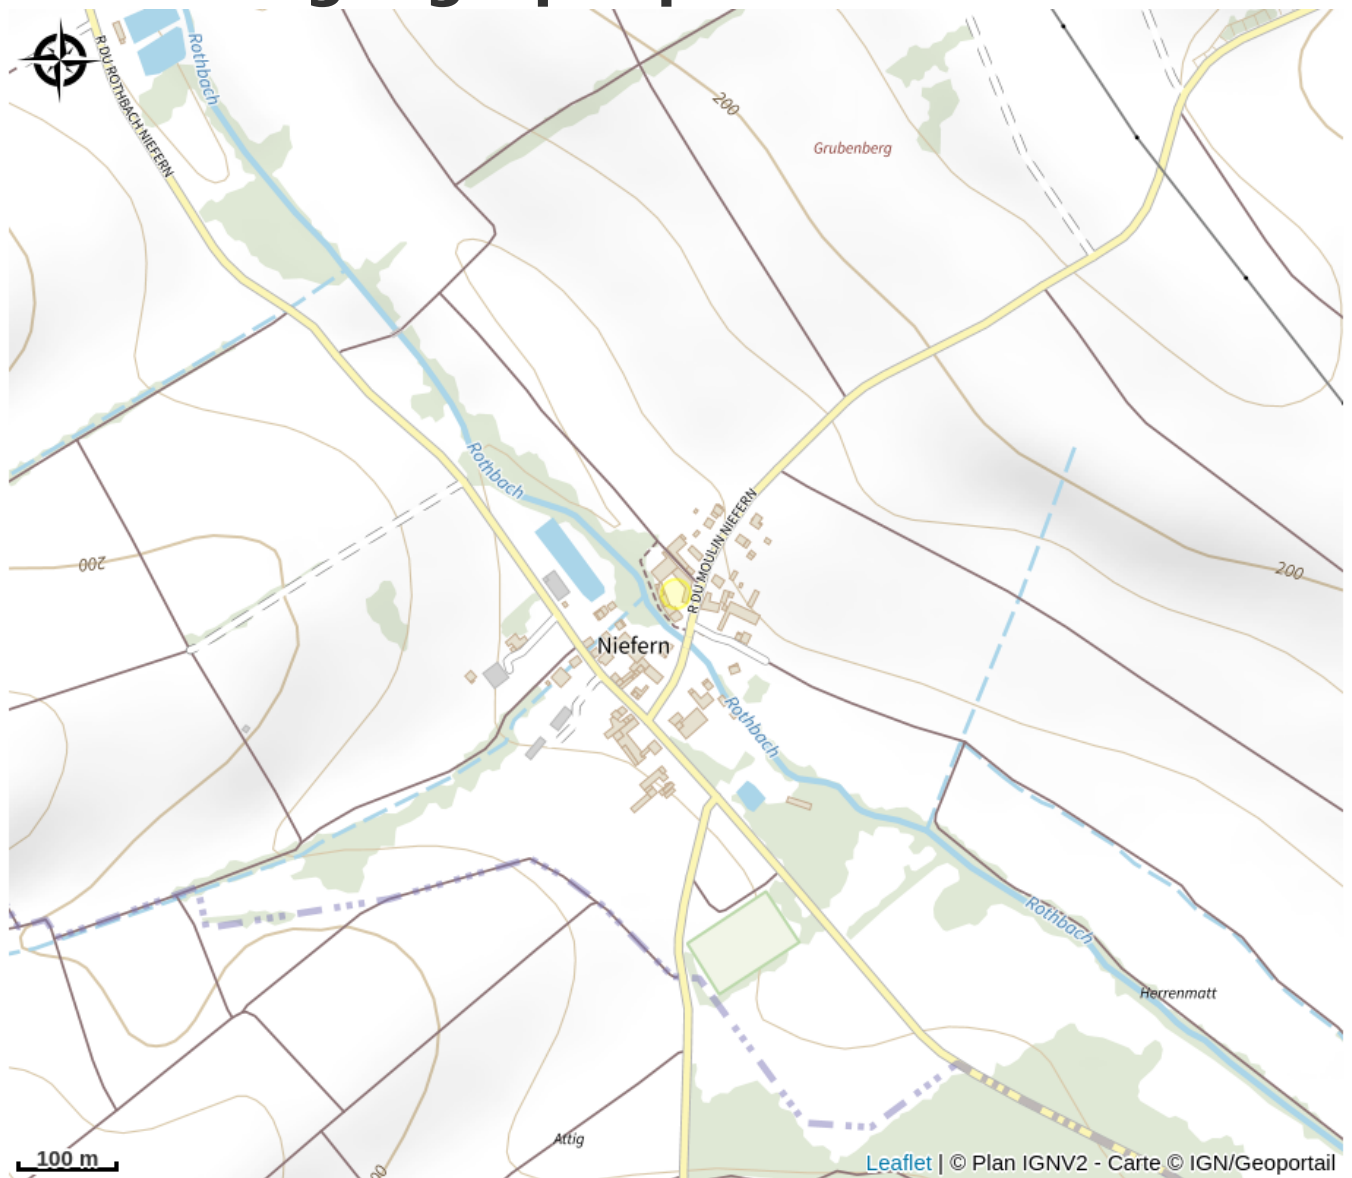 Rothbach
R DU ROTHBACH NIEFERN
200
Grubenberg
Rothbach
R DU MOULIN NIEFERN
200
200
Niefern
Rothbach
Rothbach
Herrenmatt
Attig
100 m
Leaflet | © Plan IGNV2 - Carte © IGN/Geoportail